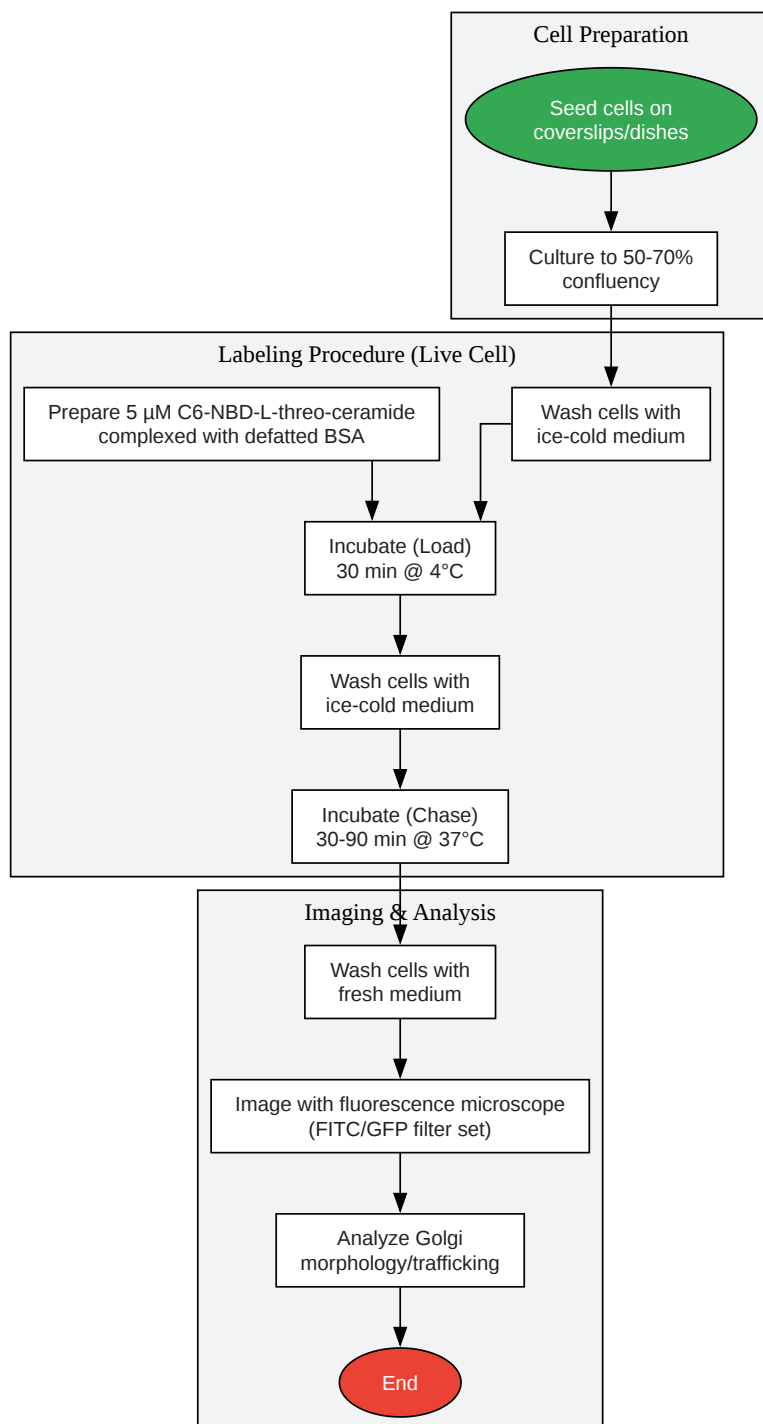 Cell Preparation
Seed cells on
coverslips/dishes
Culture to 50-70%
confluency
Labeling Procedure (Live Cell)
Prepare 5 µM C6-NBD-L-threo-ceramide
complexed with defatted BSA
Wash cells with
ice-cold medium
Incubate (Load)
30 min @ 4°C
Wash cells with
ice-cold medium
Incubate (Chase)
30-90 min @ 37°C
Imaging & Analysis
Wash cells with
fresh medium
Image with fluorescence microscope
(FITC/GFP filter set)
Analyze Golgi
morphology/trafficking
End